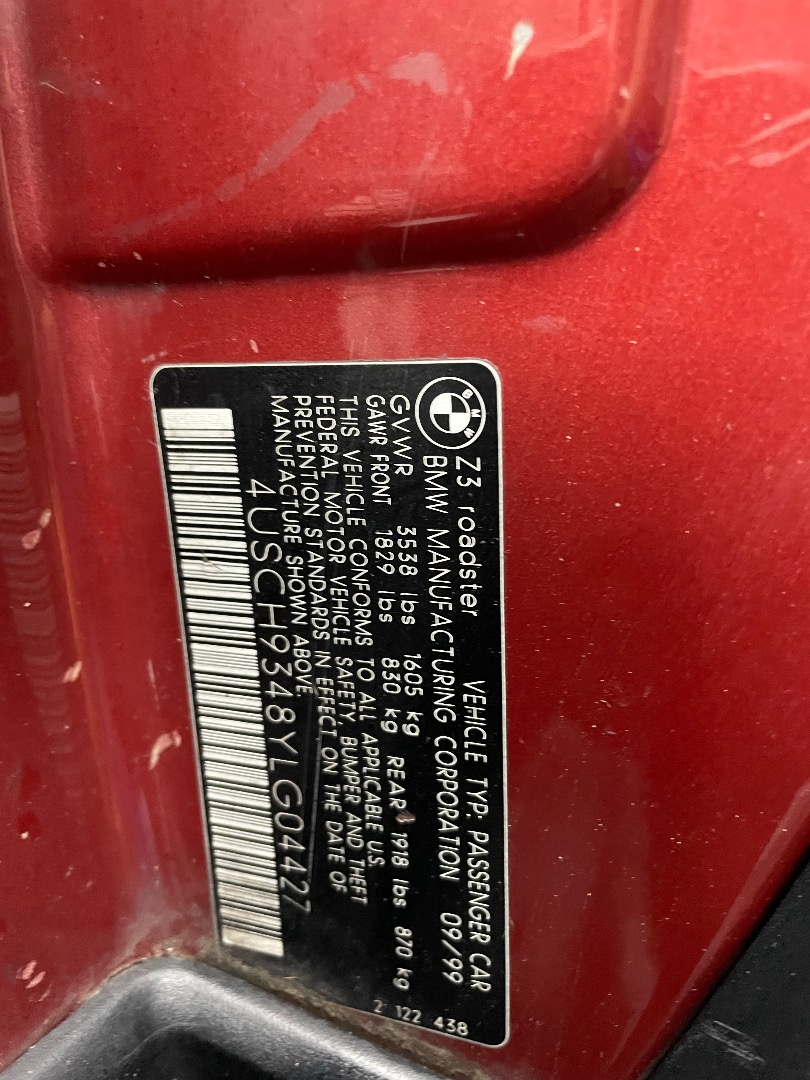 BMW
Z3 roadster VEHICLE TYP: PASSENGER CAR
BMW MANUFACTURING CORPORATION 09/99
GVWR 3538 lbs 1605 kg
GAWR FRONT 1829 lbs 830 kg REAR 1918 lbs 870 kg
THIS VEHICLE CONFORMS TO ALL APPLICABLE U.S.
FEDERAL MOTOR VEHICLE SAFETY, BUMPER AND THEFT
PREVENTION STANDARDS IN EFFECT ON THE DATE OF
MANUFACTURE SHOWN ABOVE
4USCH9348YLG04427
2 122 438